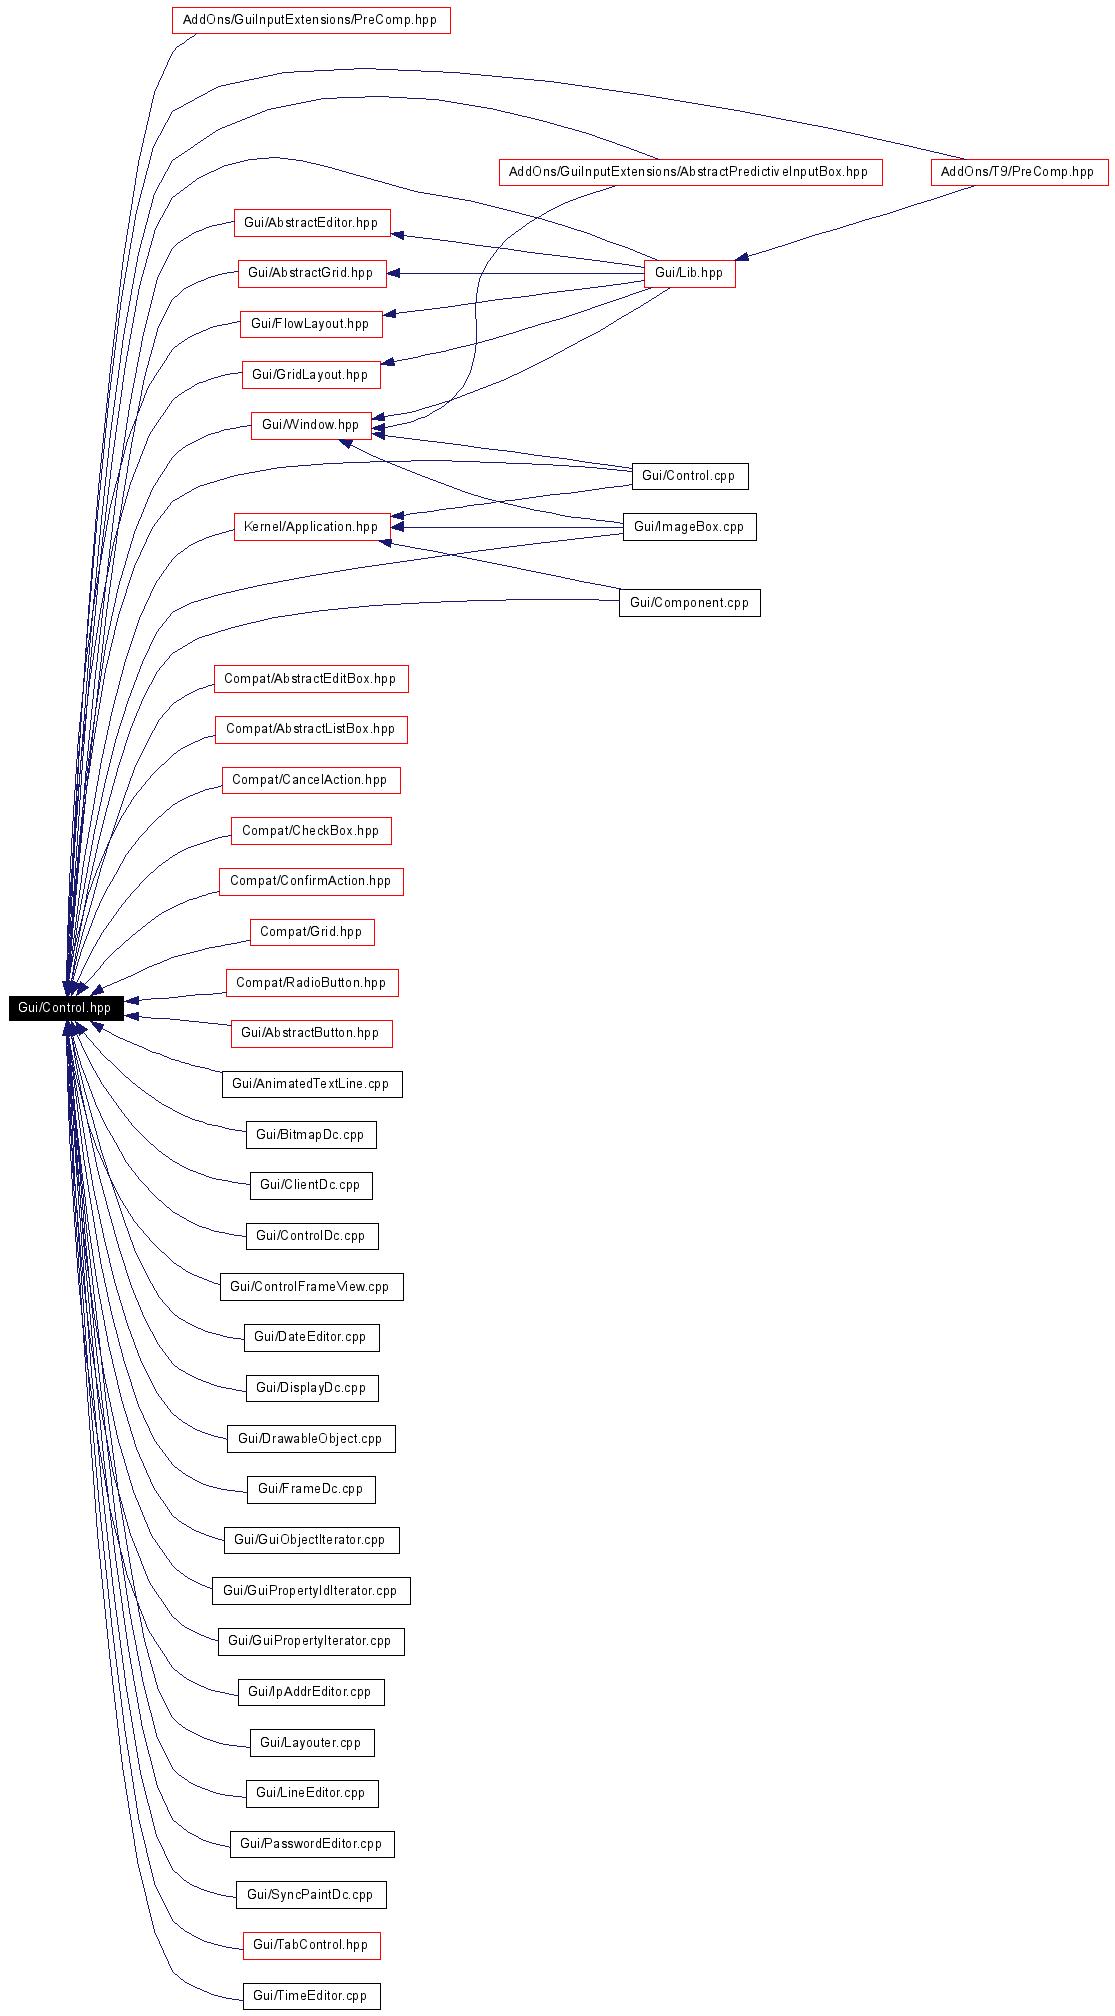 AddOns/GuiInputExtensions/PreComp.hpp
AddOns/GuiInputExtensions/AbstractPredictiveInputBox.hpp
AddOns/T9/PreComp.hpp
Gui/AbstractEditor.hpp
Gui/AbstractGrid.hpp
Gui/Lib.hpp
Gui/FlowLayout.hpp
Gui/GridLayout.hpp
Gui/Window.hpp
Gui/Control.cpp
Kernel/Application.hpp
Gui/ImageBox.cpp
Gui/Component.cpp
Compat/AbstractEditBox.hpp
Compat/AbstractListBox.hpp
Compat/CancelAction.hpp
Compat/CheckBox.hpp
Compat/ConfirmAction.hpp
Compat/Grid.hpp
Compat/RadioButton.hpp
Gui/Control.hpp
Gui/AbstractButton.hpp
Gui/AnimatedTextLine.cpp
Gui/BitmapDc.cpp
Gui/ClientDc.cpp
Gui/ControlDc.cpp
Gui/ControlFrameView.cpp
Gui/DateEditor.cpp
Gui/DisplayDc.cpp
Gui/DrawableObject.cpp
Gui/FrameDc.cpp
Gui/GuiObjectIterator.cpp
Gui/GuiPropertyIdIterator.cpp
Gui/GuiPropertyIterator.cpp
Gui/IpAddrEditor.cpp
Gui/Layouter.cpp
Gui/LineEditor.cpp
Gui/PasswordEditor.cpp
Gui/SyncPaintDc.cpp
Gui/TabControl.hpp
Gui/TimeEditor.cpp